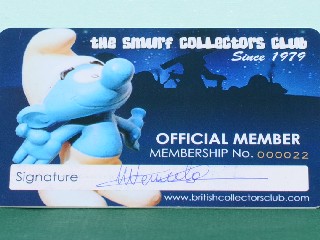 the smurf collectors club
Since 1979
OFFICIAL MEMBER
MEMBERSHIP No. 000022
Signature
www.britishcollectorsclub.com